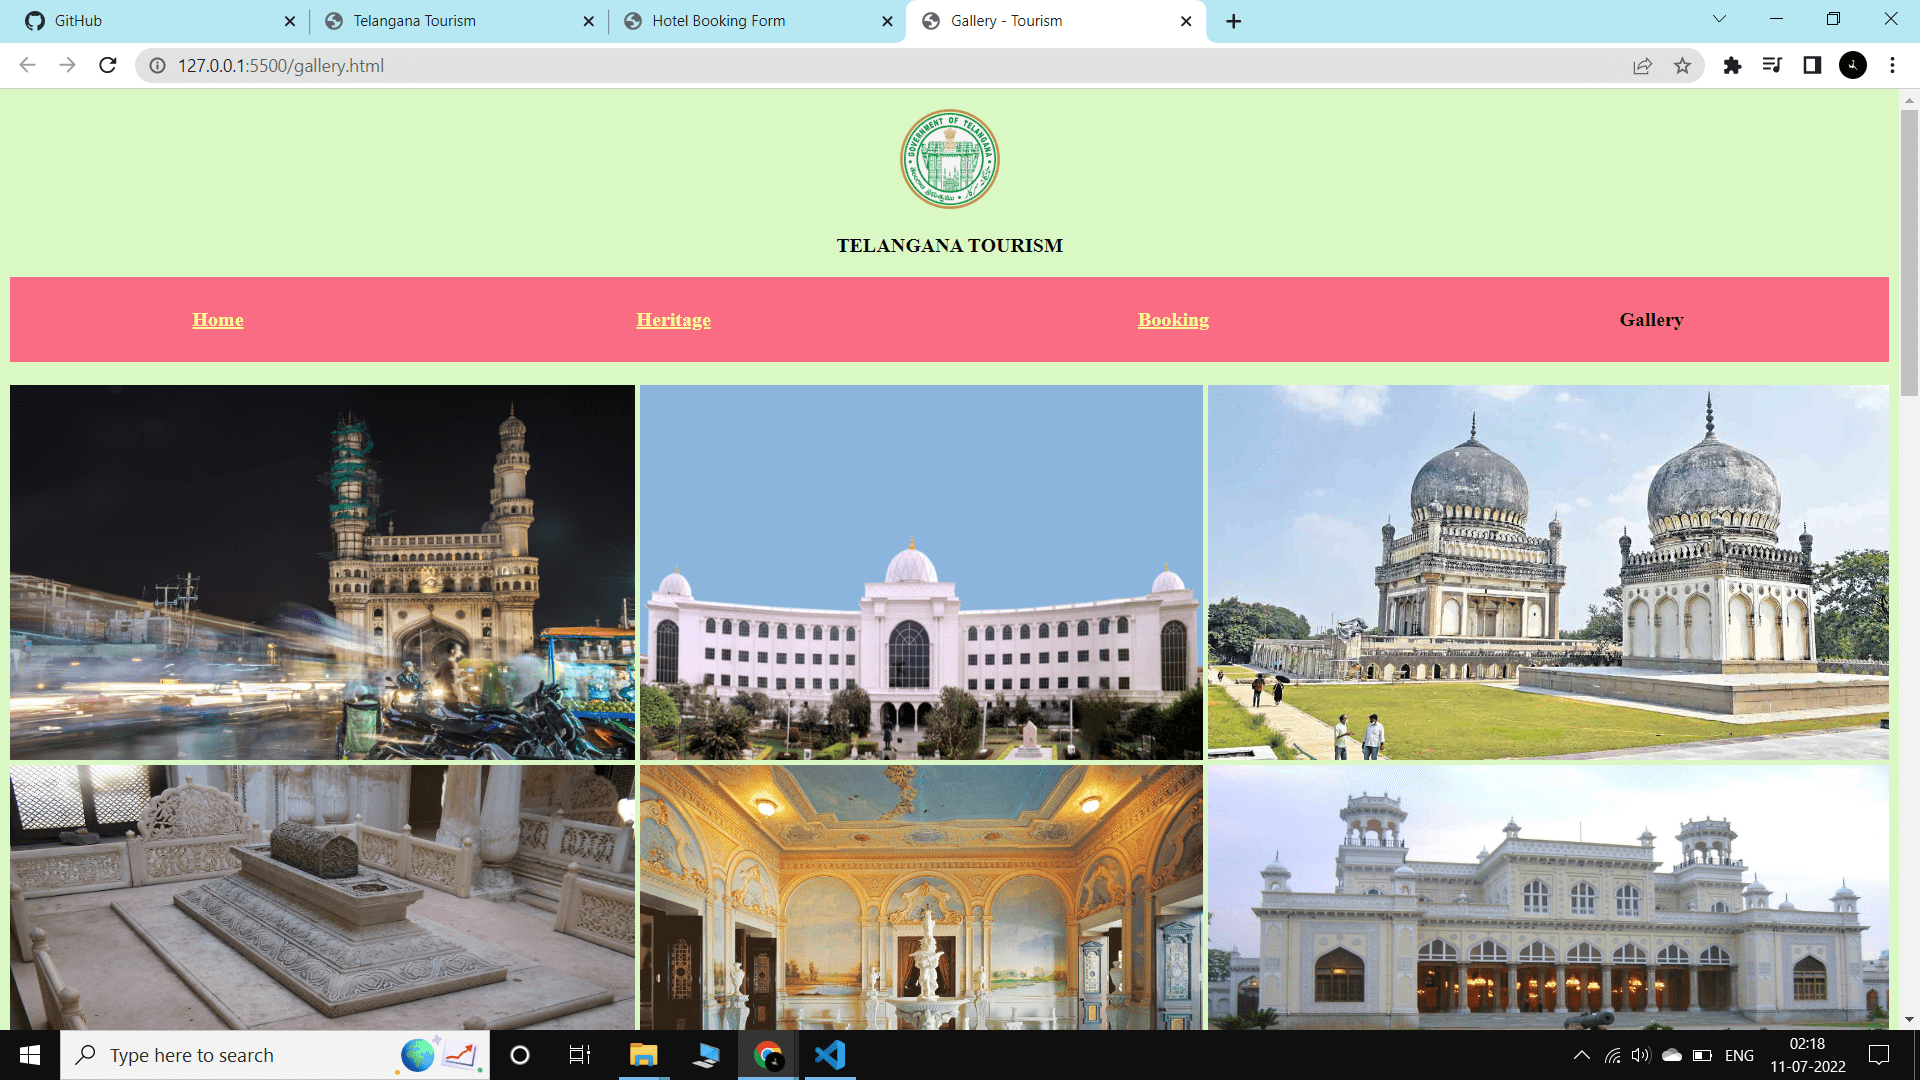 GitHub
Telangana Tourism
Hotel Booking Form
Gallery - Tourism
127.0.0.1:5500/gallery.html
GOVERNMENT OF TELANGANA
TELANGANA TOURISM
Home
Heritage
Booking
Gallery
Type here to search
ENG
02:18
11-07-2022